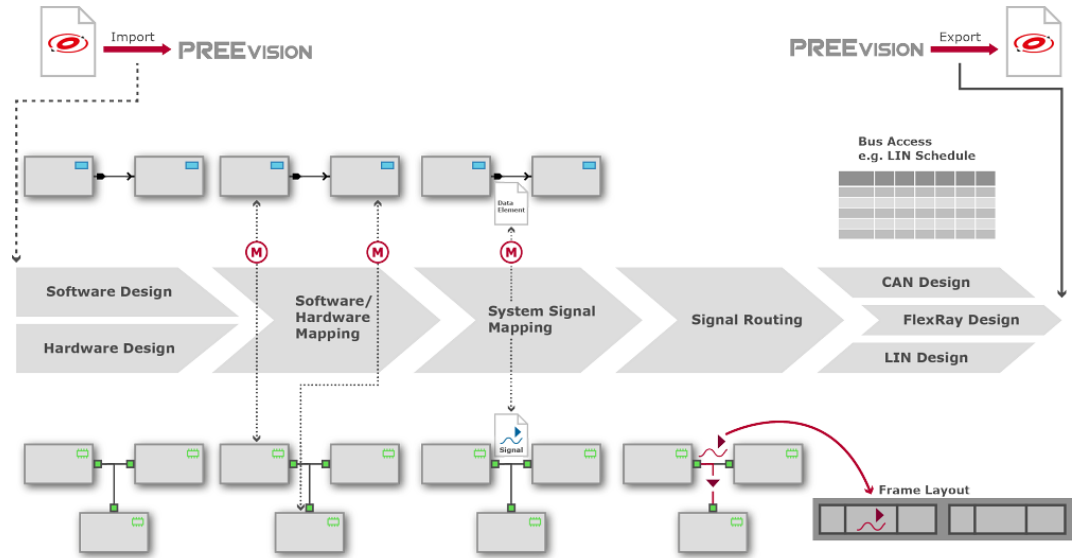 Import
PREEVISION
PREEVISION
Export
Bus Access
e.g. LIN Schedule
Data
Element
M
M
M
Software Design
Hardware Design
Software/
Hardware
Mapping
System Signal
Mapping
Signal Routing
CAN Design
FlexRay Design
LIN Design
Signal
Frame Layout